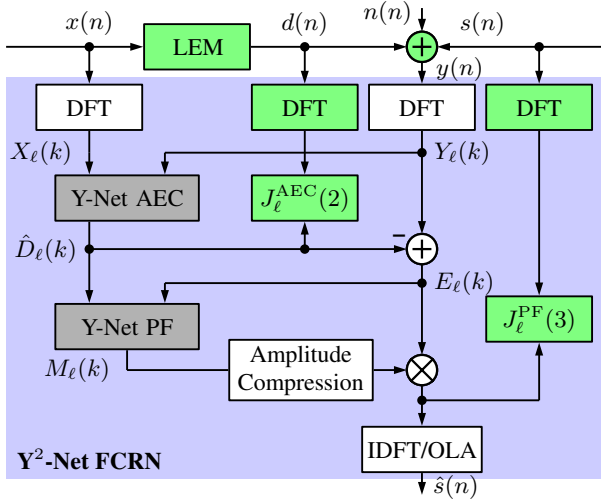 n(n)
x(n)
LEM
d(n)
+
s(n)
y(n)
DFT
DFT
DFT
DFT
X_ℓ(k)
Y_ℓ(k)
Y-Net AEC
J_ℓ^AEC(2)
D̂_ℓ(k)
−
+
E_ℓ(k)
Y-Net PF
J_ℓ^PF(3)
M_ℓ(k)
Amplitude
Compression
×
IDFT/OLA
Y²-Net FCRN
ŝ(n)